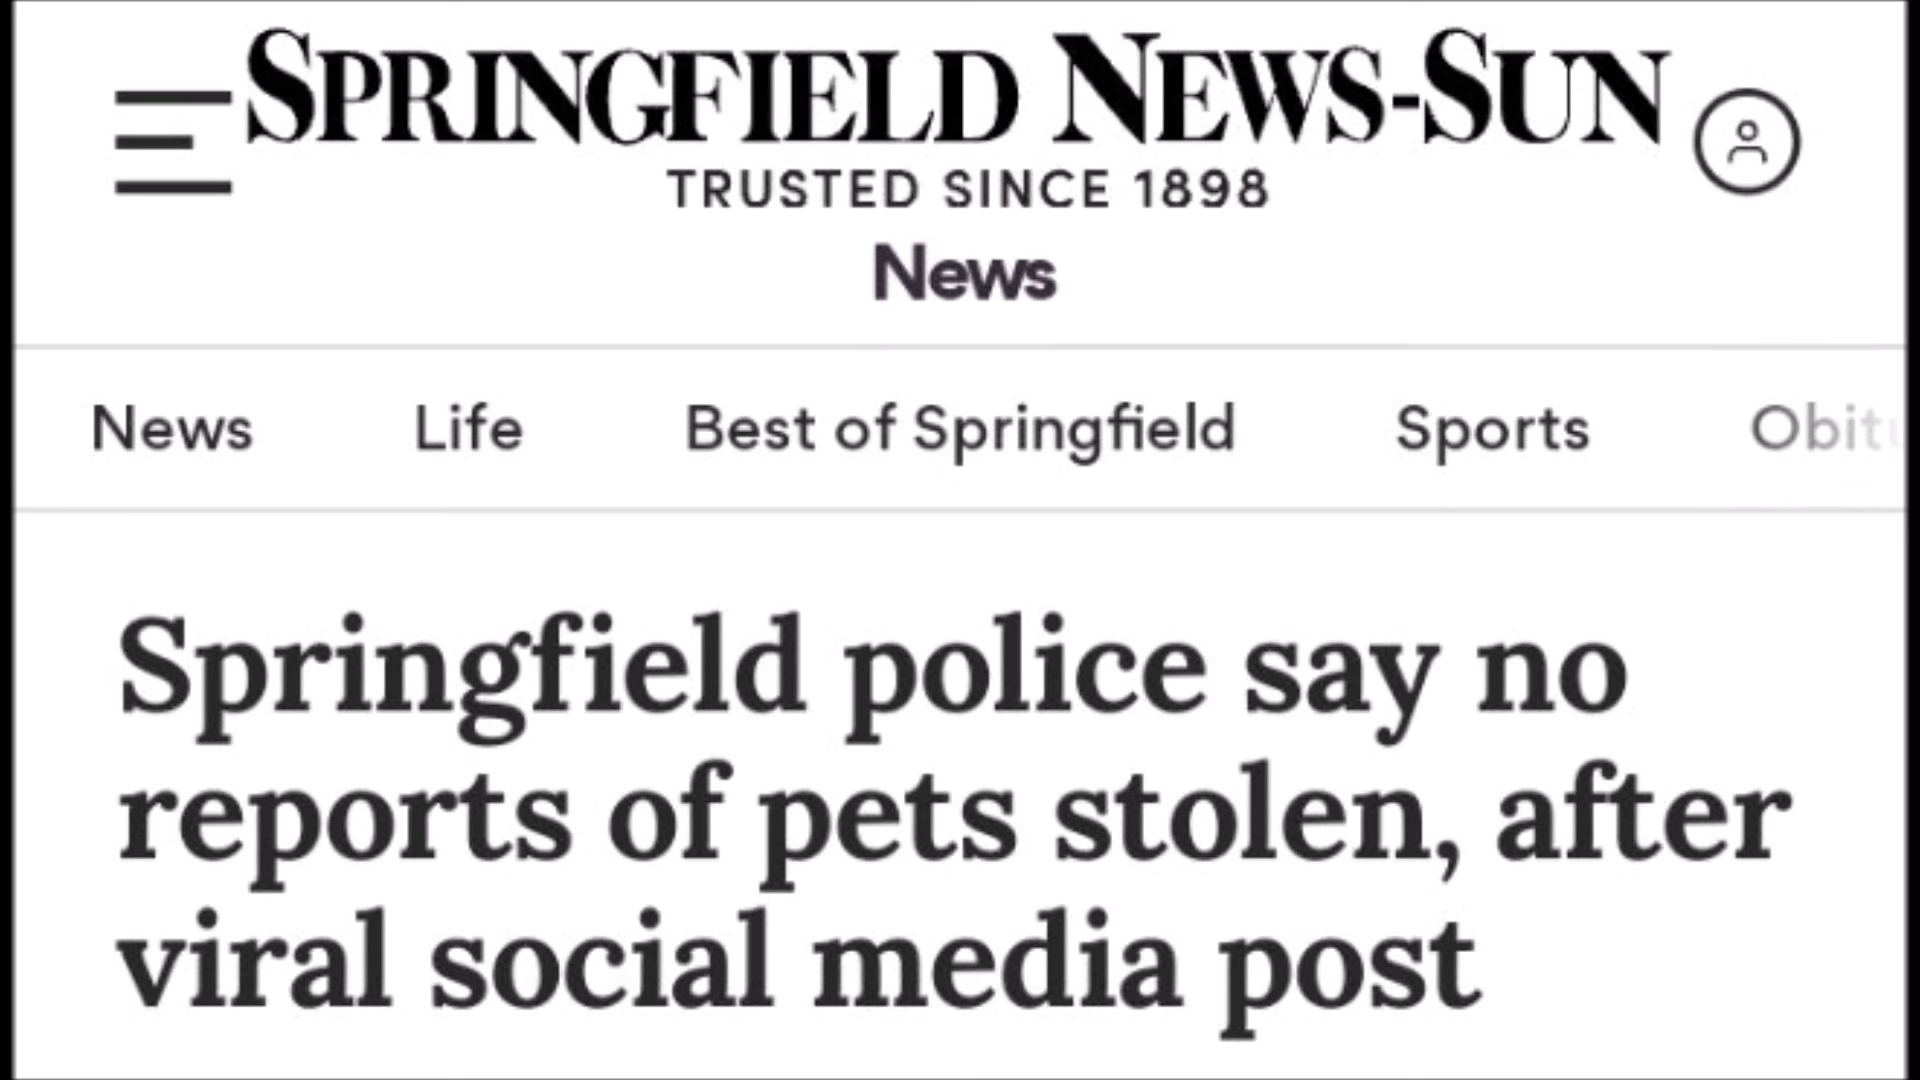 SPRINGFIELD NEWS-SUN
TRUSTED SINCE 1898
News
News Life Best of Springfield Sports Obitu
Springfield police say no
reports of pets stolen, after
viral social media post